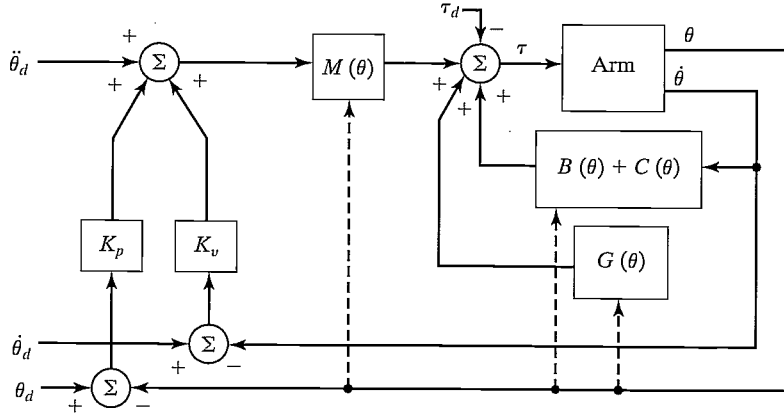 τ_d
−
θ̈_d
+
Σ
+
+
M (θ)
+
Σ
+
+
τ
Arm
θ
θ̇
B (θ) + C (θ)
K_p
K_v
G (θ)
θ̇_d
+
Σ
−
θ_d
+
Σ
−